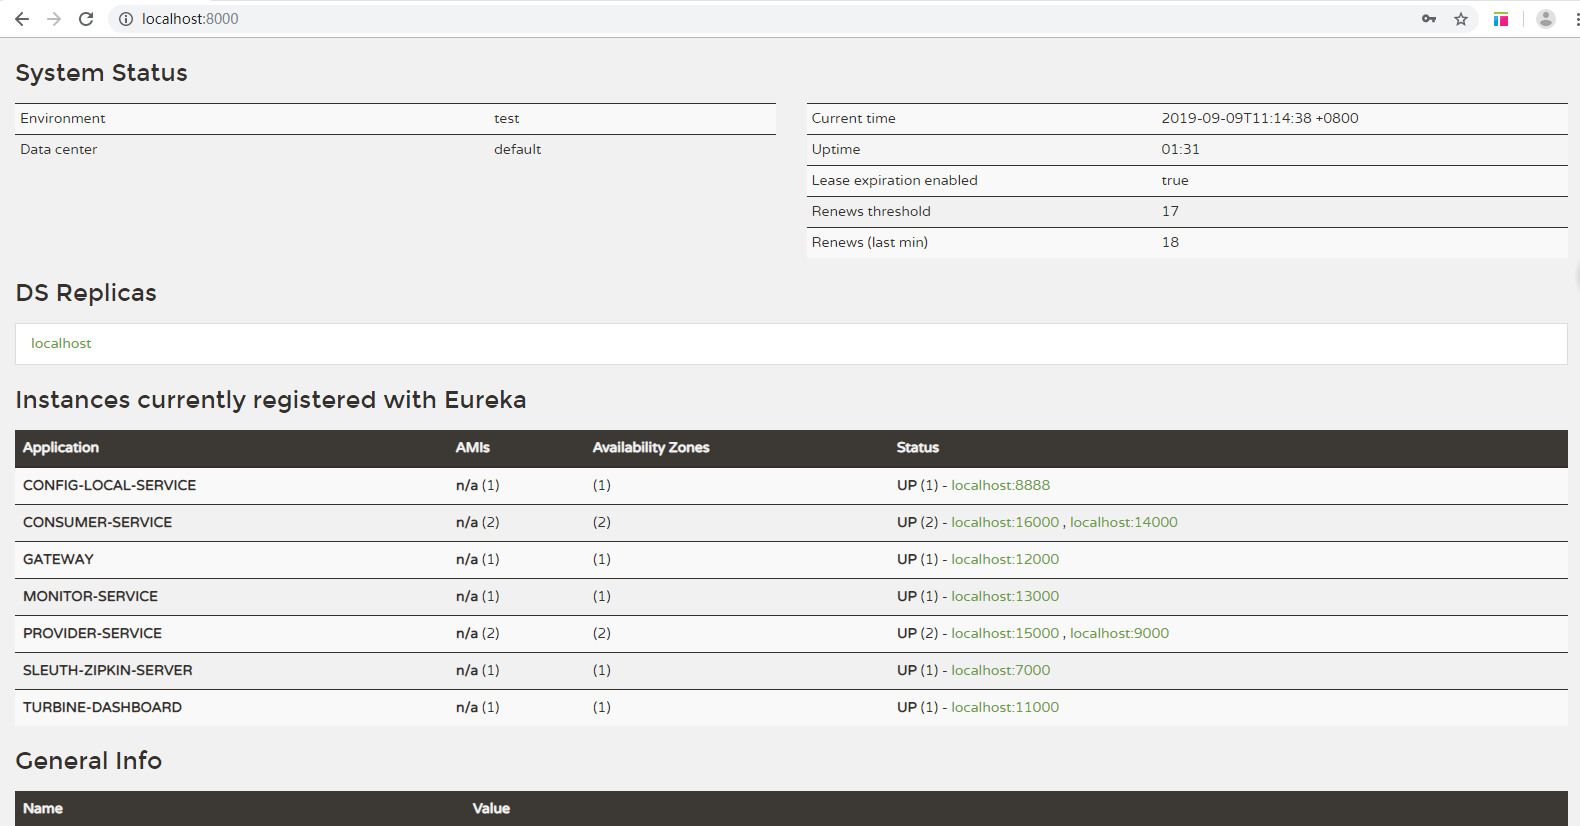 localhost:8000
System Status
Environment test
Data center default
Current time 2019-09-09T11:14:38 +0800
Uptime 01:31
Lease expiration enabled true
Renews threshold 17
Renews (last min) 18
DS Replicas
localhost
Instances currently registered with Eureka
Application AMIs Availability Zones Status
CONFIG-LOCAL-SERVICE n/a (1) (1) UP (1) - localhost:8888
CONSUMER-SERVICE n/a (2) (2) UP (2) - localhost:16000 , localhost:14000
GATEWAY n/a (1) (1) UP (1) - localhost:12000
MONITOR-SERVICE n/a (1) (1) UP (1) - localhost:13000
PROVIDER-SERVICE n/a (2) (2) UP (2) - localhost:15000 , localhost:9000
SLEUTH-ZIPKIN-SERVER n/a (1) (1) UP (1) - localhost:7000
TURBINE-DASHBOARD n/a (1) (1) UP (1) - localhost:11000
General Info
Name Value